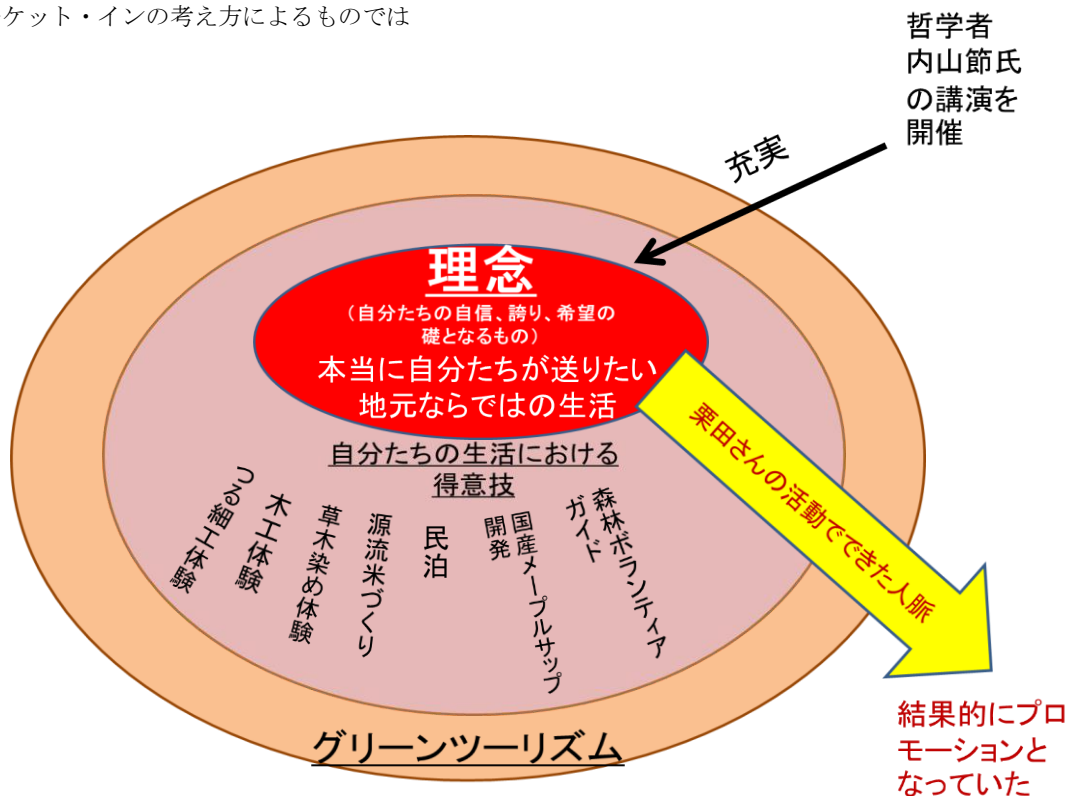 ケット・インの考え方によるものでは
哲学者
内山節氏
の講演を
開催
充実
理念
（自分たちの自信、誇り、希望の
礎となるもの）
本当に自分たちが送りたい
地元ならではの生活
自分たちの生活における
得意技
つる細工体験
木工体験
草木染め体験
源流米づくり
民泊
国産メープルサップ
開発
森林ボランティア
ガイド
栗田さんの活動でできた人脈
グリーンツーリズム
結果的にプロ
モーションと
なっていた